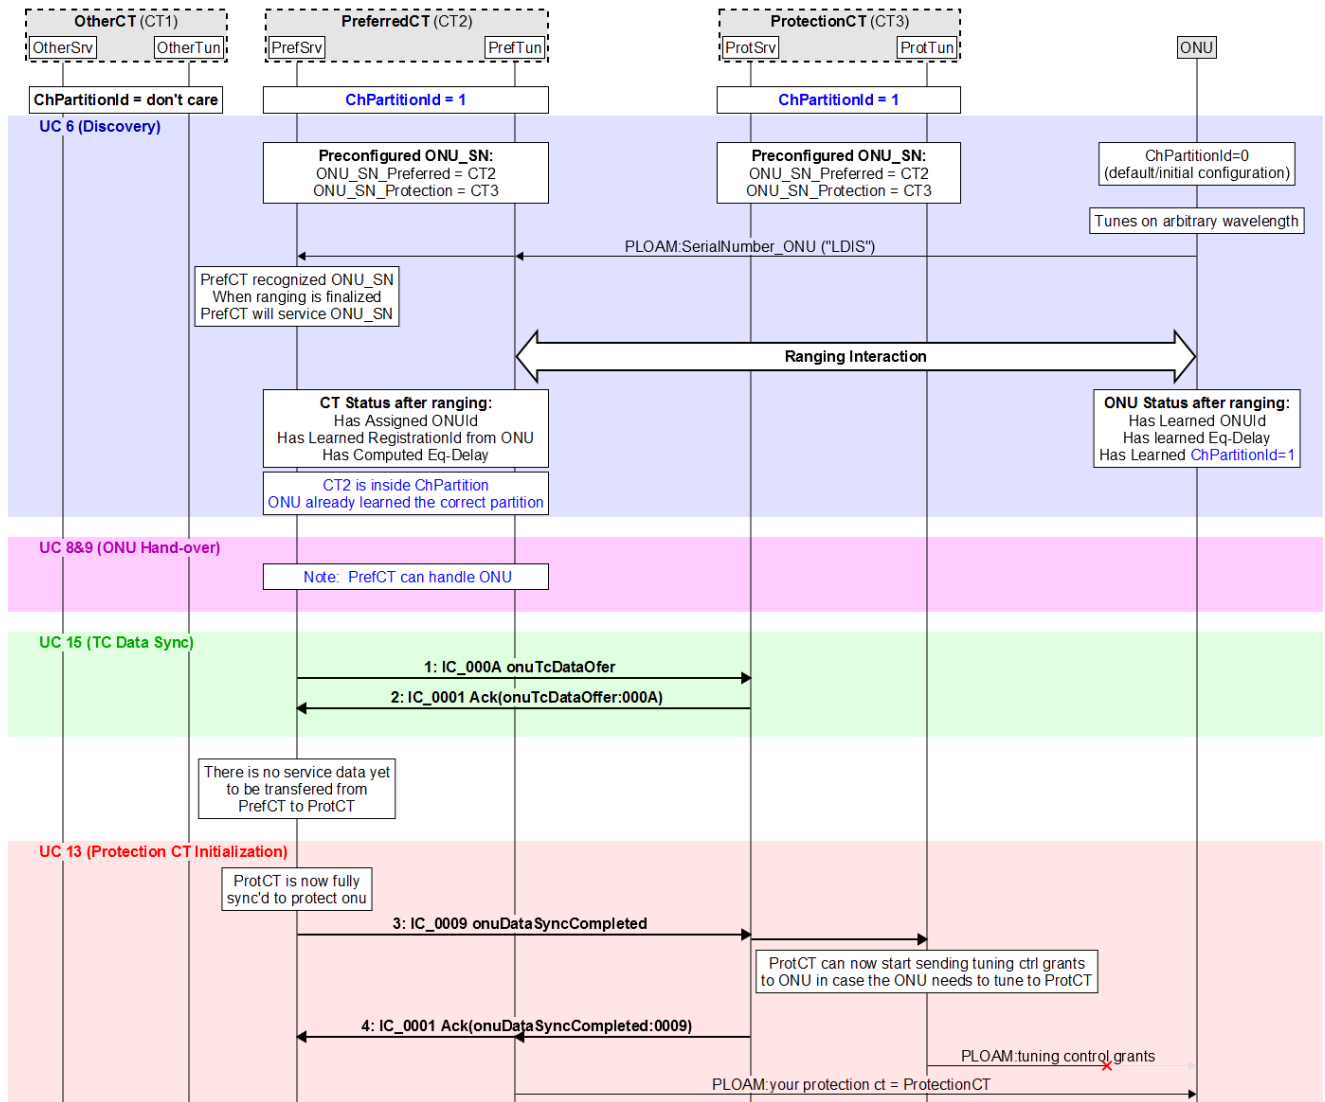 OtherCT (CT1)
PreferredCT (CT2)
ProtectionCT (CT3)
OtherSrv
OtherTun
PrefSrv
PrefTun
ProtSrv
ProtTun
ONU
ChPartitionId = don't care
ChPartitionId = 1
ChPartitionId = 1
UC 6 (Discovery)
Preconfigured ONU_SN:
ONU_SN_Preferred = CT2
ONU_SN_Protection = CT3
Preconfigured ONU_SN:
ONU_SN_Preferred = CT2
ONU_SN_Protection = CT3
ChPartitionId=0
(default/initial configuration)
Tunes on arbitrary wavelength
PLOAM:SerialNumber_ONU ("LDIS")
PrefCT recognized ONU_SN
When ranging is finalized
PrefCT will service ONU_SN
Ranging Interaction
CT Status after ranging:
Has Assigned ONUId
Has Learned RegistrationId from ONU
Has Computed Eq-Delay
ONU Status after ranging:
Has Learned ONUId
Has learned Eq-Delay
Has Learned ChPartitionId=1
CT2 is inside ChPartition
ONU already learned the correct partition
UC 8&9 (ONU Hand-over)
Note:  PrefCT can handle ONU
UC 15 (TC Data Sync)
1: IC_000A onuTcDataOfer
2: IC_0001 Ack(onuTcDataOffer:000A)
There is no service data yet
to be transfered from
PrefCT to ProtCT
UC 13 (Protection CT Initialization)
ProtCT is now fully
sync'd to protect onu
3: IC_0009 onuDataSyncCompleted
ProtCT can now start sending tuning ctrl grants
to ONU in case the ONU needs to tune to ProtCT
4: IC_0001 Ack(onuDataSyncCompleted:0009)
PLOAM:tuning control grants
PLOAM:your protection ct = ProtectionCT